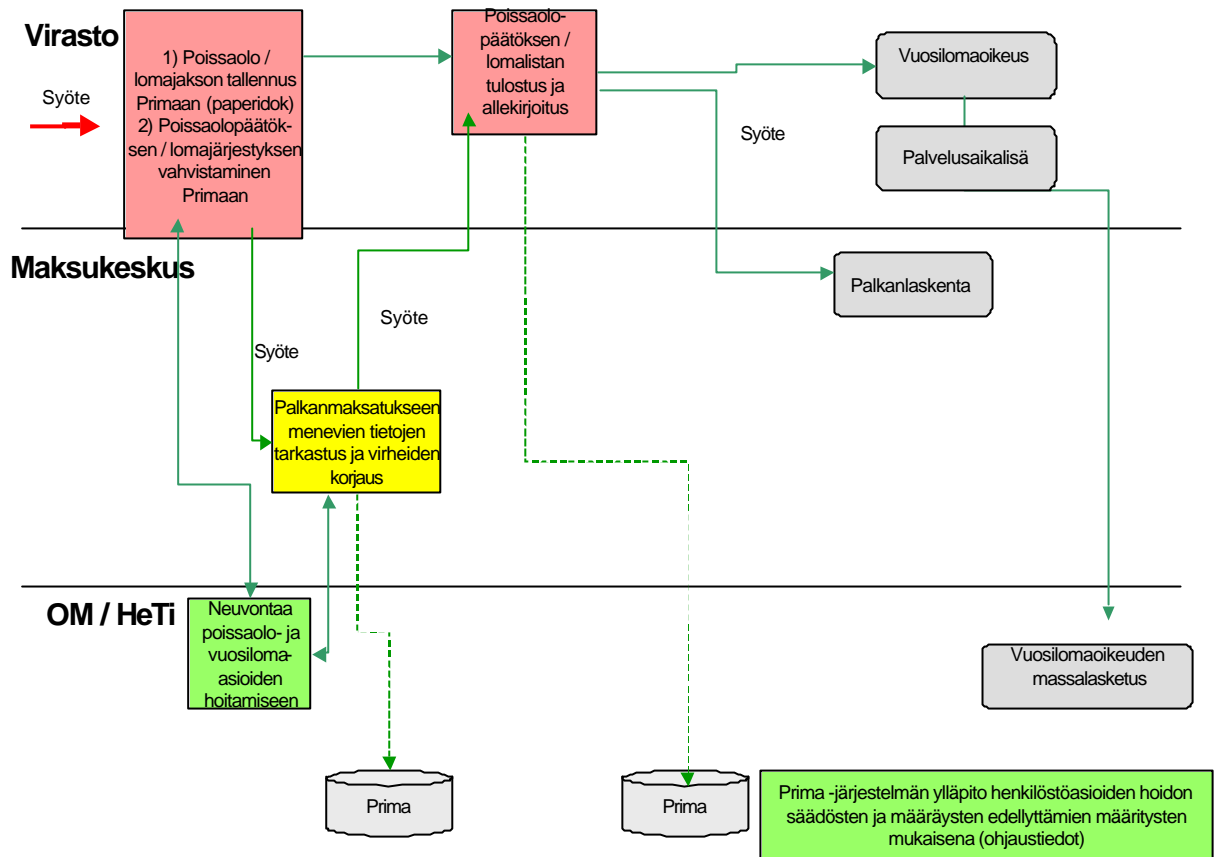 Virasto
Syöte
1) Poissaolo /
lomajakson tallennus
Primaan (paperidok)
2) Poissaolopäätök-
sen / lomajärjestyksen
vahvistaminen
Primaan
Poissaolo-
päätöksen /
lomalistan
tulostus ja
allekirjoitus
Syöte
Vuosilomaoikeus
Palvelusaikalisä
Maksukeskus
Palkanlaskenta
Syöte
Syöte
Palkanmaksatukseen
menevien tietojen
tarkastus ja virheiden
korjaus
OM / HeTi
Neuvontaa
poissaolo- ja
vuosiloma-
asioiden
hoitamiseen
Vuosilomaoikeuden
massalasketus
Prima
Prima
Prima -järjestelmän ylläpito henkilöstöasioiden hoidon
säädösten ja määräysten edellyttämien määritysten
mukaisena (ohjaustiedot)